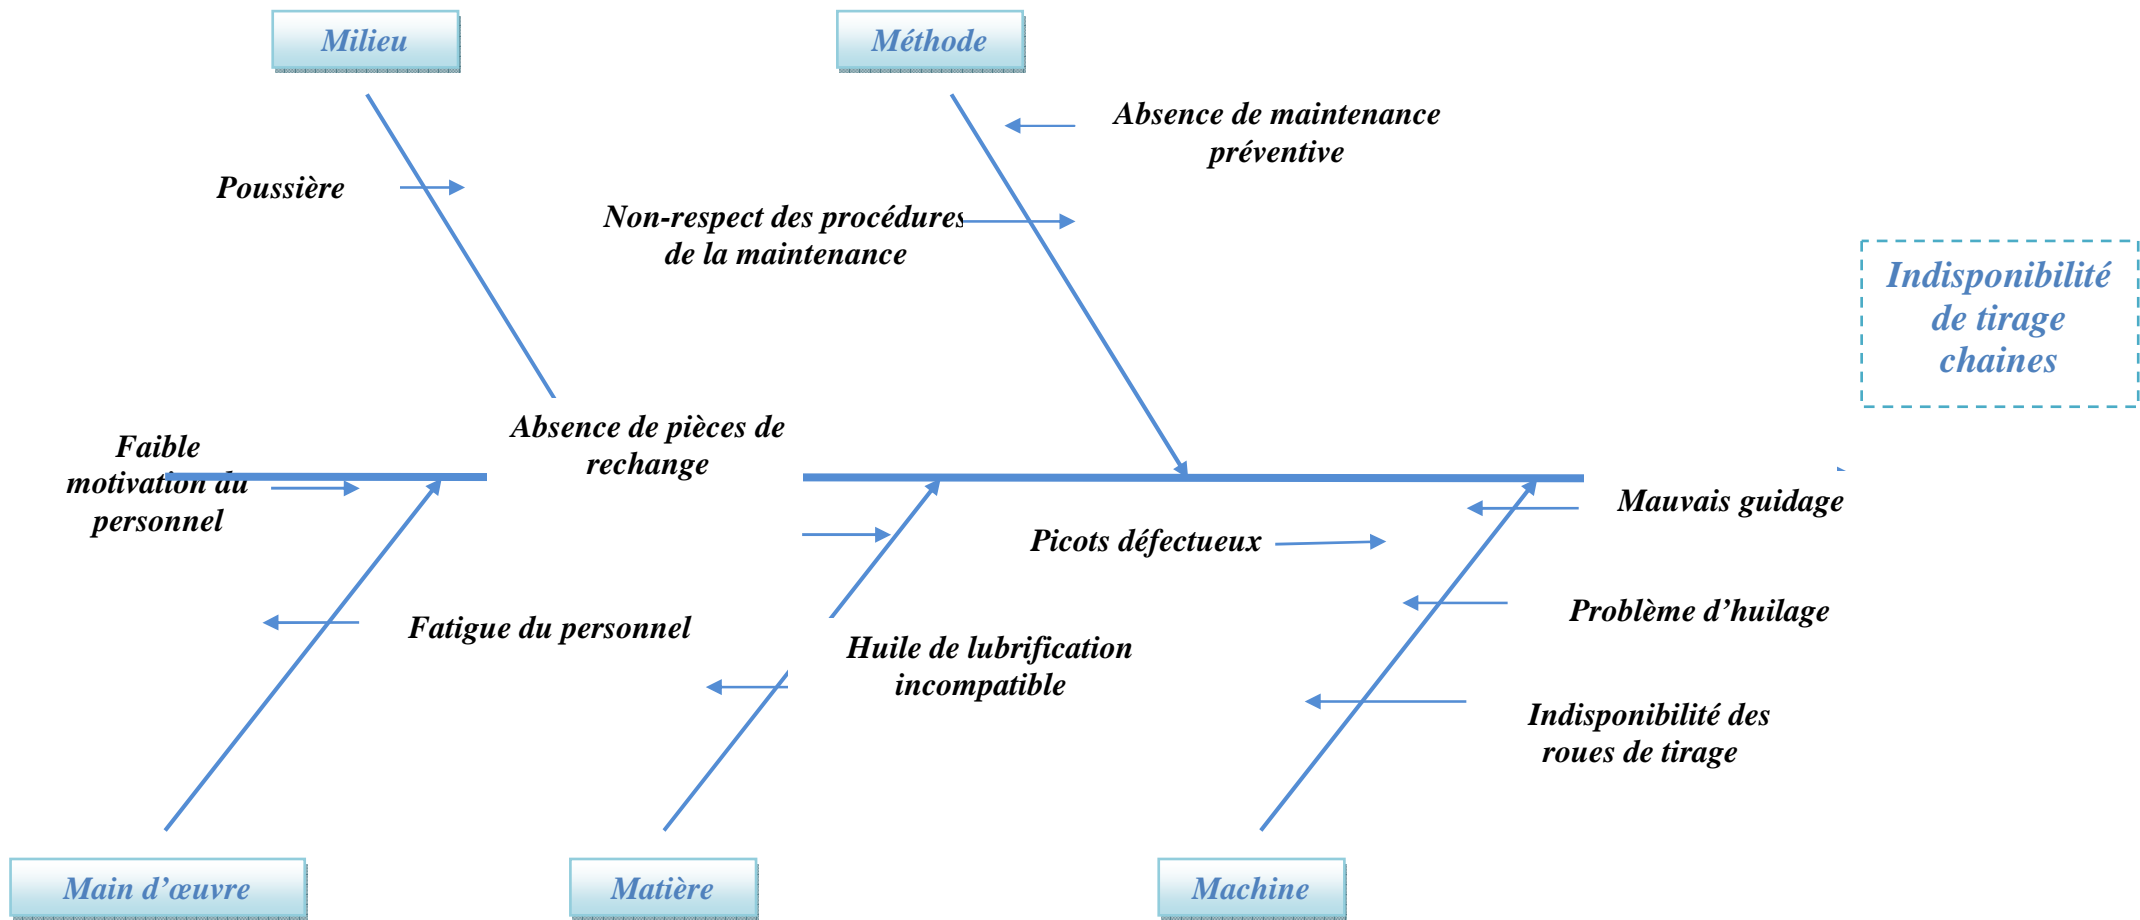 Milieu
Méthode
Absence de maintenance
préventive
Poussière
Non-respect des procédures
de la maintenance
Indisponibilité
de tirage
chaines
Absence de pièces de
rechange
Faible
motivation du
personnel
Mauvais guidage
Picots défectueux
Problème d’huilage
Fatigue du personnel
Huile de lubrification
incompatible
Indisponibilité des
roues de tirage
Main d’œuvre
Matière
Machine